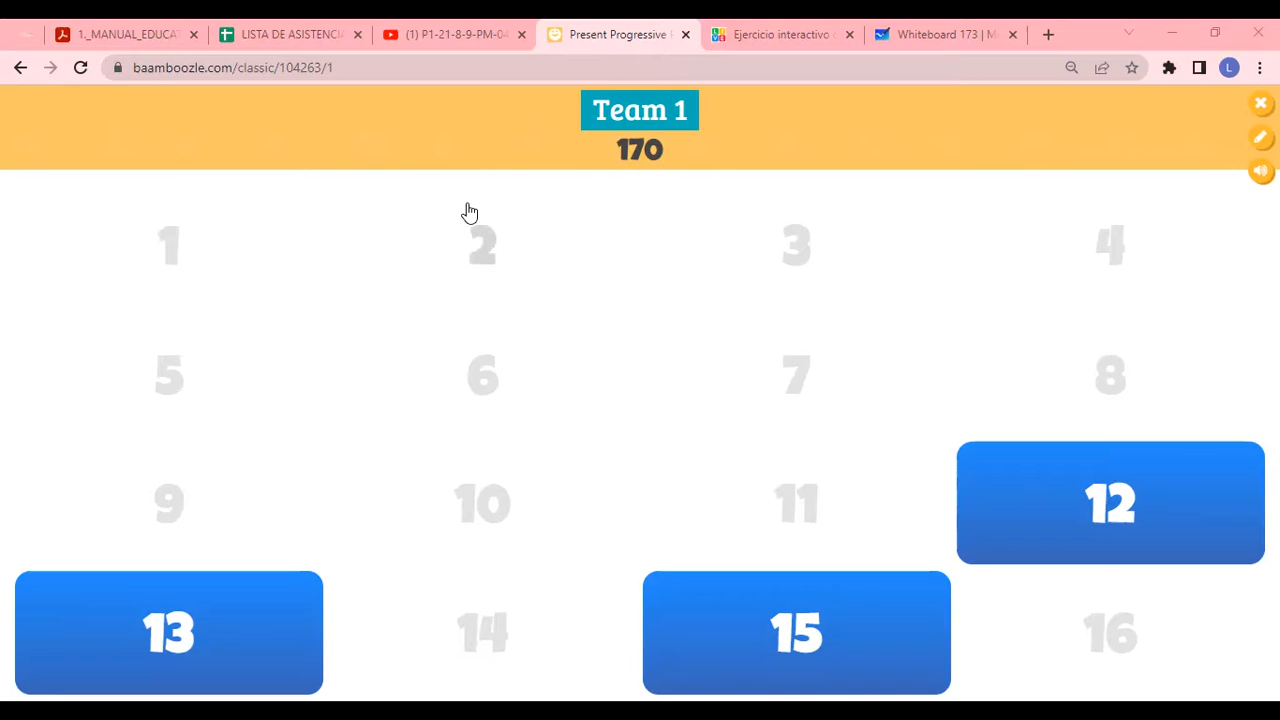 1._MANUAL_EDUCA
LISTA DE ASISTENCIA
(1) P1-21-8-9-PM-04
Present Progressive
Ejercicio interactivo
Whiteboard 173 | M
baamboozle.com/classic/104263/1
L
Team 1
170
1 2 3 4
5 6 7 8
9 10 11 12
13 14 15 16